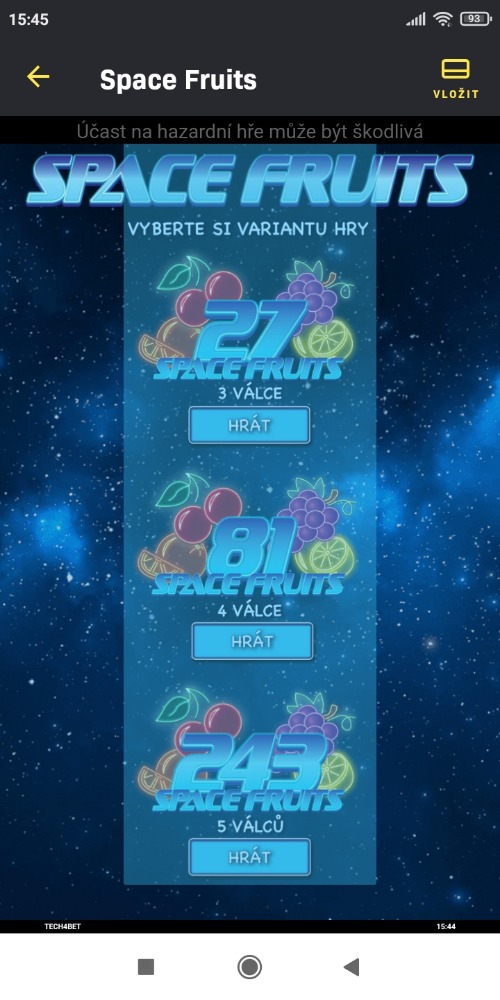 15:45
93
Space Fruits
VLOŽIT
Účast na hazardní hře může být škodlivá
SPACE FRUITS
VYBERTE SI VARIANTU HRY
27
SPACE FRUITS
3 VÁLCE
HRÁT
81
SPACE FRUITS
4 VÁLCE
HRÁT
243
SPACE FRUITS
5 VÁLCŮ
HRÁT
TECH4BET
15:44